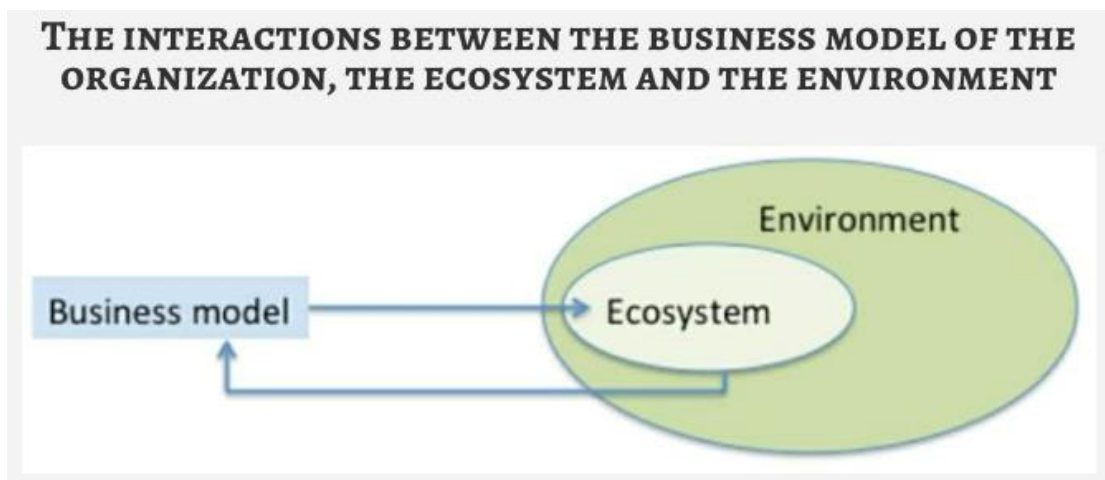 THE INTERACTIONS BETWEEN THE BUSINESS MODEL OF THE
ORGANIZATION, THE ECOSYSTEM AND THE ENVIRONMENT
Environment
Business model
Ecosystem